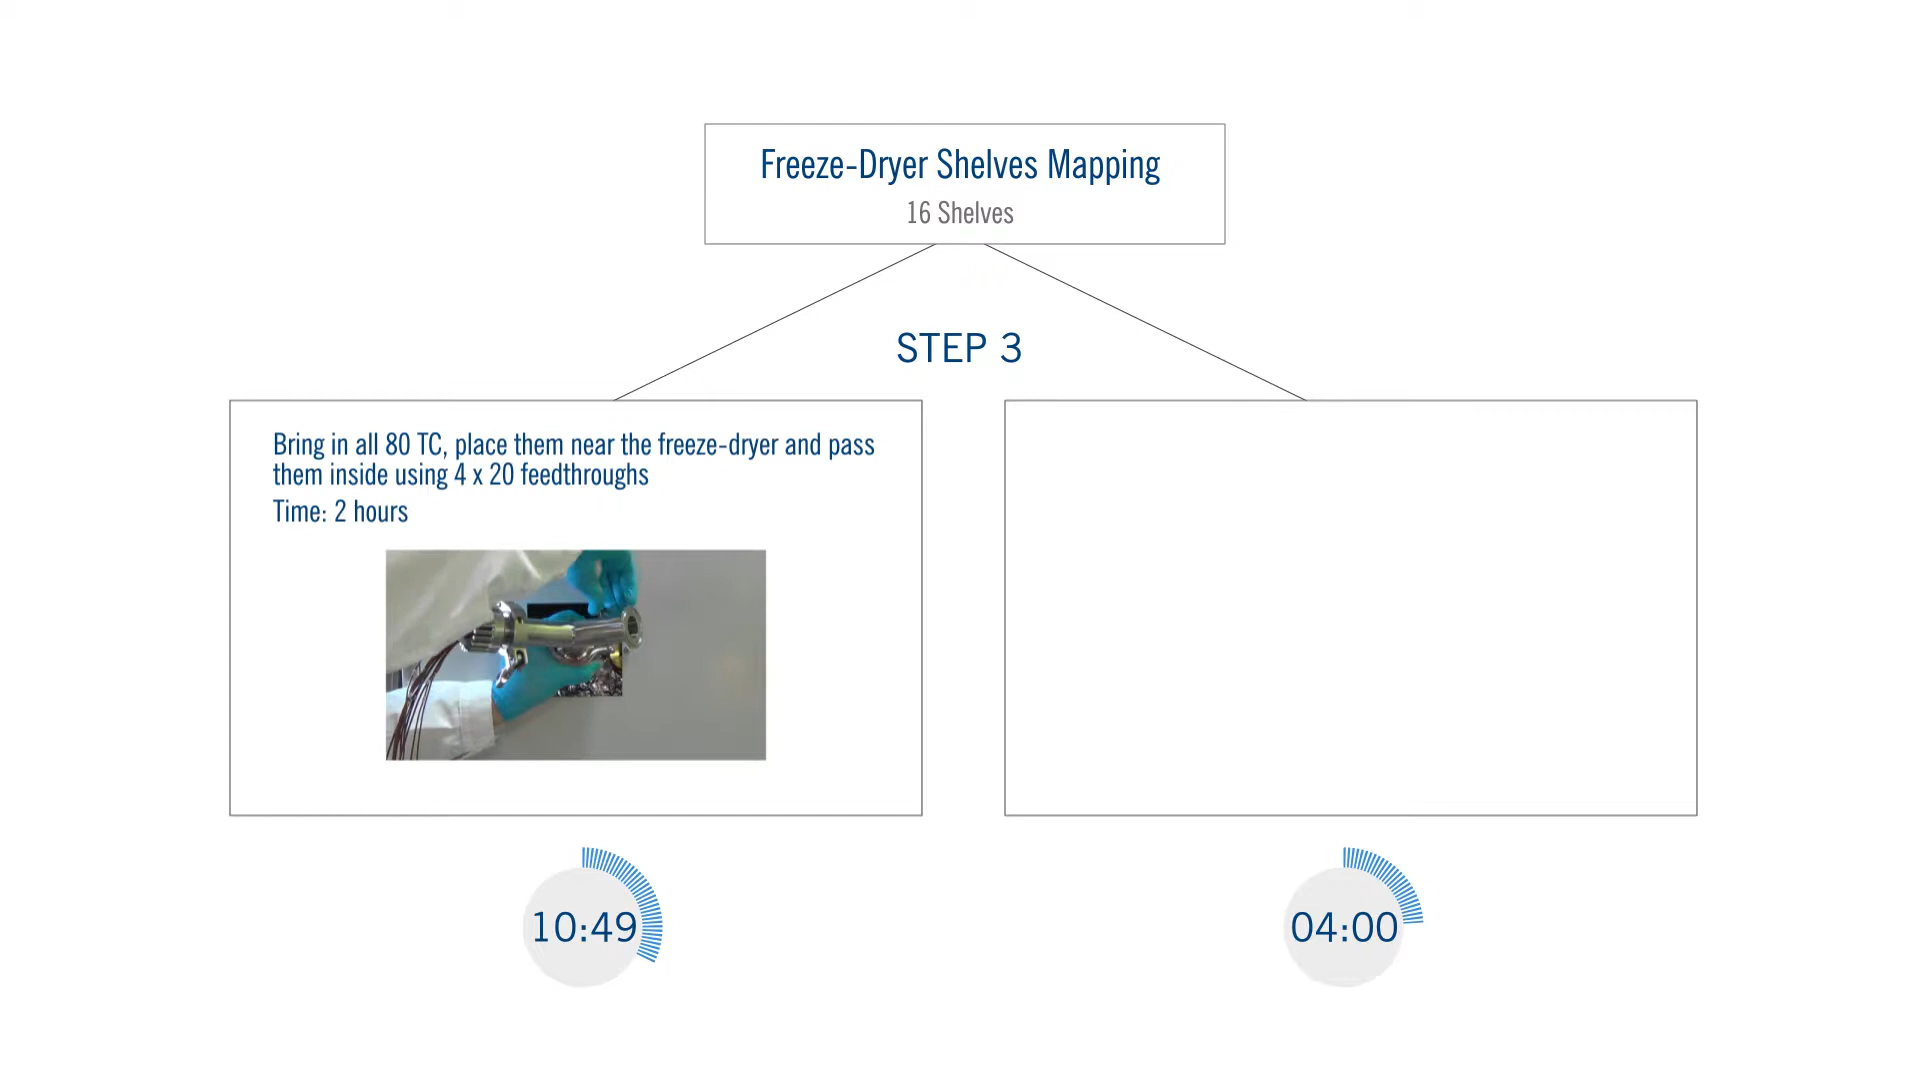 Freeze-Dryer Shelves Mapping
16 Shelves
STEP 3
Bring in all 80 TC, place them near the freeze-dryer and pass
them inside using 4 x 20 feedthroughs
Time: 2 hours
10:49
04:00